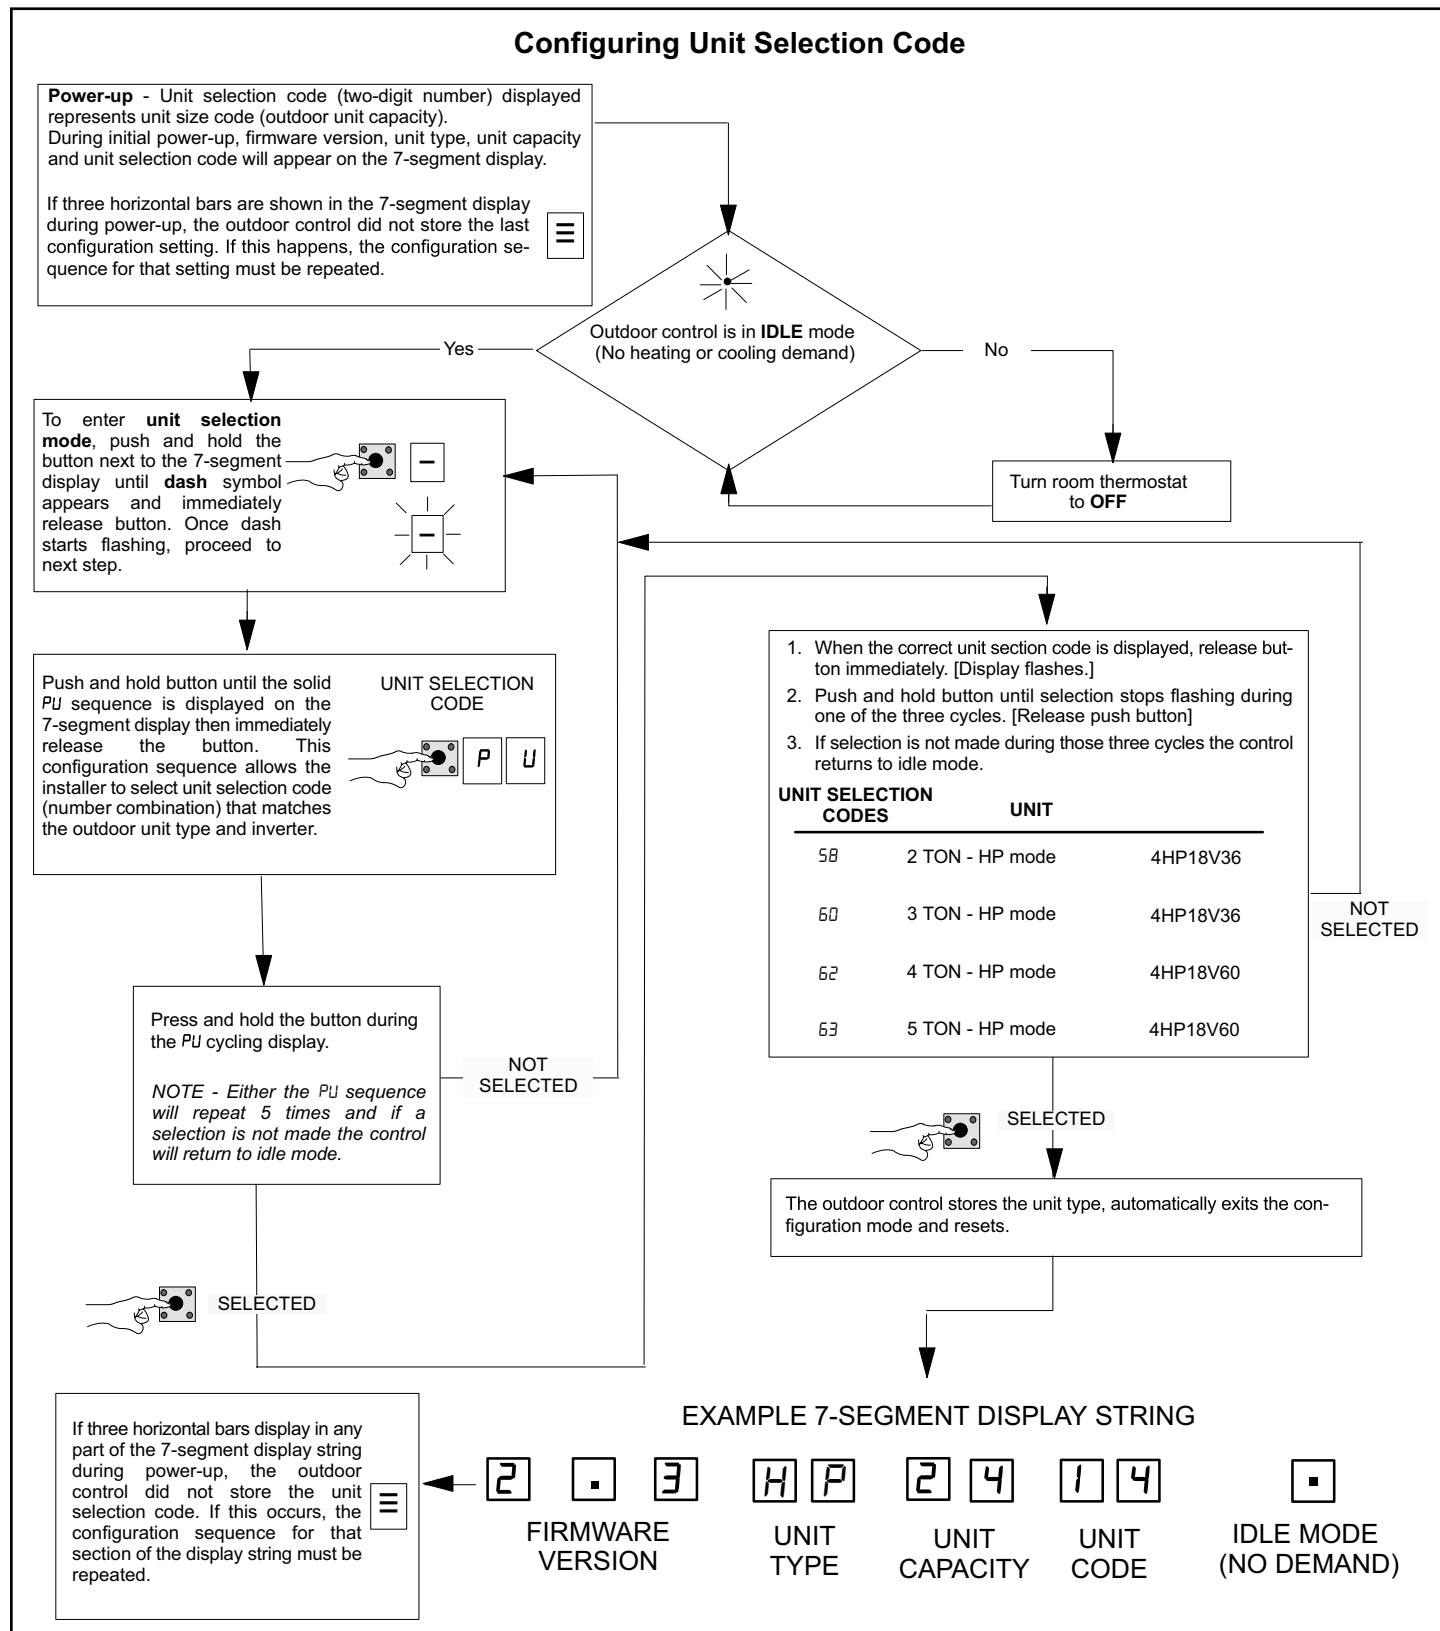 Configuring Unit Selection Code
Power-up - Unit selection code (two-digit number) displayed
represents unit size code (outdoor unit capacity).
During initial power-up, firmware version, unit type, unit capacity
and unit selection code will appear on the 7-segment display.
If three horizontal bars are shown in the 7-segment display
during power-up, the outdoor control did not store the last
configuration setting. If this happens, the configuration se-
quence for that setting must be repeated.
Outdoor control is in IDLE mode
(No heating or cooling demand)
Yes
No
Turn room thermostat
to OFF
To enter unit selection
mode, push and hold the
button next to the 7-segment
display until dash symbol
appears and immediately
release button. Once dash
starts flashing, proceed to
next step.
Push and hold button until the solid
PU sequence is displayed on the
7-segment display then immediately
release the button. This
configuration sequence allows the
installer to select unit selection code
(number combination) that matches
the outdoor unit type and inverter.
UNIT SELECTION
CODE
P U
Press and hold the button during
the PU cycling display.
NOTE - Either the PU sequence
will repeat 5 times and if a
selection is not made the control
will return to idle mode.
NOT
SELECTED
SELECTED
1. When the correct unit section code is displayed, release but-
ton immediately. [Display flashes.]
2. Push and hold button until selection stops flashing during
one of the three cycles. [Release push button]
3. If selection is not made during those three cycles the control
returns to idle mode.
UNIT SELECTION
CODES
UNIT
58 2 TON - HP mode 4HP18V36
60 3 TON - HP mode 4HP18V36
62 4 TON - HP mode 4HP18V60
63 5 TON - HP mode 4HP18V60
NOT
SELECTED
SELECTED
The outdoor control stores the unit type, automatically exits the con-
figuration mode and resets.
EXAMPLE 7-SEGMENT DISPLAY STRING
2 . 3 H P 2 4 1 4 .
FIRMWARE
VERSION
UNIT
TYPE
UNIT
CAPACITY
UNIT
CODE
IDLE MODE
(NO DEMAND)
If three horizontal bars display in any
part of the 7-segment display string
during power-up, the outdoor
control did not store the unit
selection code. If this occurs, the
configuration sequence for that
section of the display string must be
repeated.